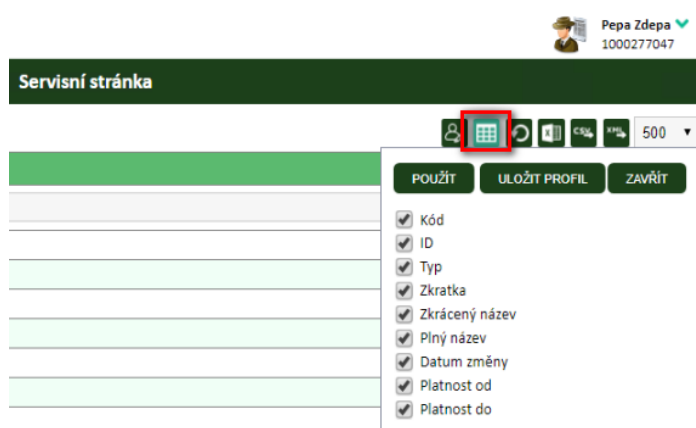 Pepa Zdepa
1000277047
Servisní stránka
CSV XML 500
POUŽÍT ULOŽIT PROFIL ZAVŘÍT
Kód
ID
Typ
Zkratka
Zkrácený název
Plný název
Datum změny
Platnost od
Platnost do